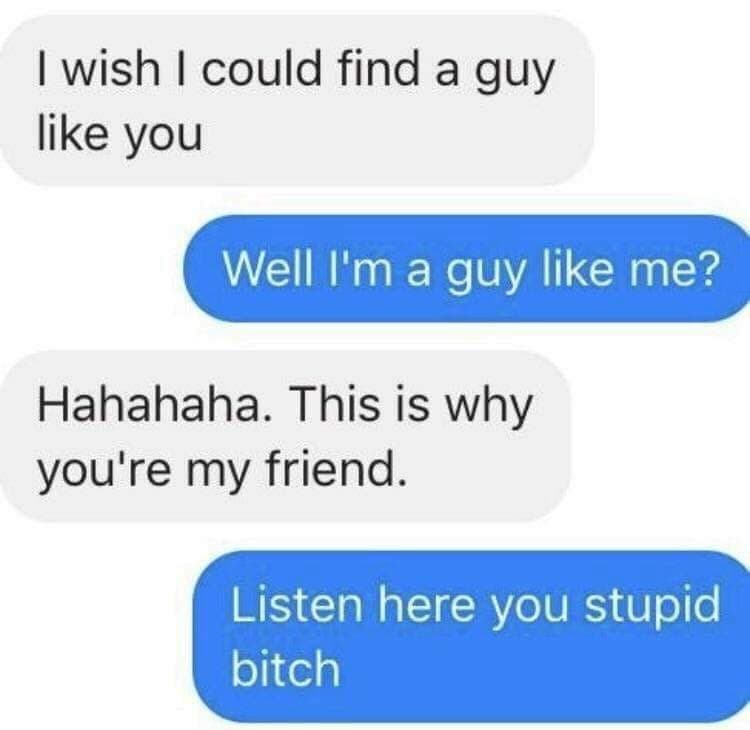 I wish I could find a guy
like you
Well I'm a guy like me?
Hahahaha. This is why
you're my friend.
Listen here you stupid
bitch